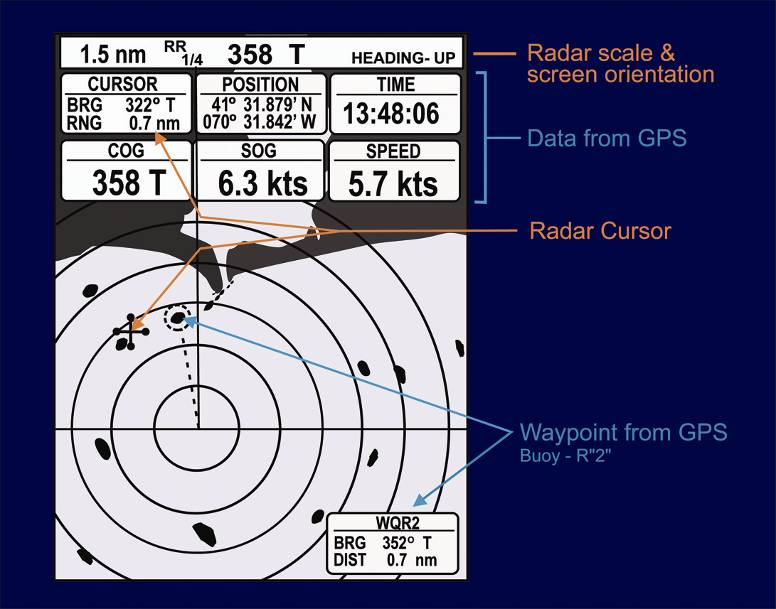 1.5 nm RR 1/4 358 T HEADING- UP
Radar scale &
screen orientation
CURSOR
BRG 322° T
RNG 0.7 nm
POSITION
41° 31.879' N
070° 31.842' W
TIME
13:48:06
Data from GPS
COG
358 T
SOG
6.3 kts
SPEED
5.7 kts
Radar Cursor
Waypoint from GPS
Buoy - R"2"
WQR2
BRG 352° T
DIST 0.7 nm